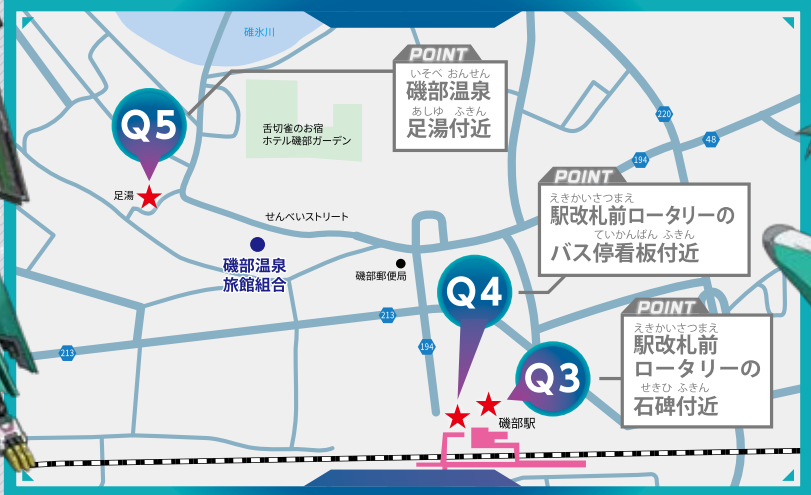 碓氷川
POINT
いそべ おんせん
磯部温泉
あしゆ ふきん
足湯付近
Q5
舌切雀のお宿
ホテル磯部ガーデン
220
48
194
足湯
POINT
えきかいさつまえ
駅改札前ロータリーの
ていかんばん ふきん
バス停看板付近
せんべいストリート
磯部温泉
旅館組合
磯部郵便局
Q4
POINT
えきかいさつまえ
駅改札前
ロータリーの
せきひ ふきん
石碑付近
213
194
213
Q3
磯部駅